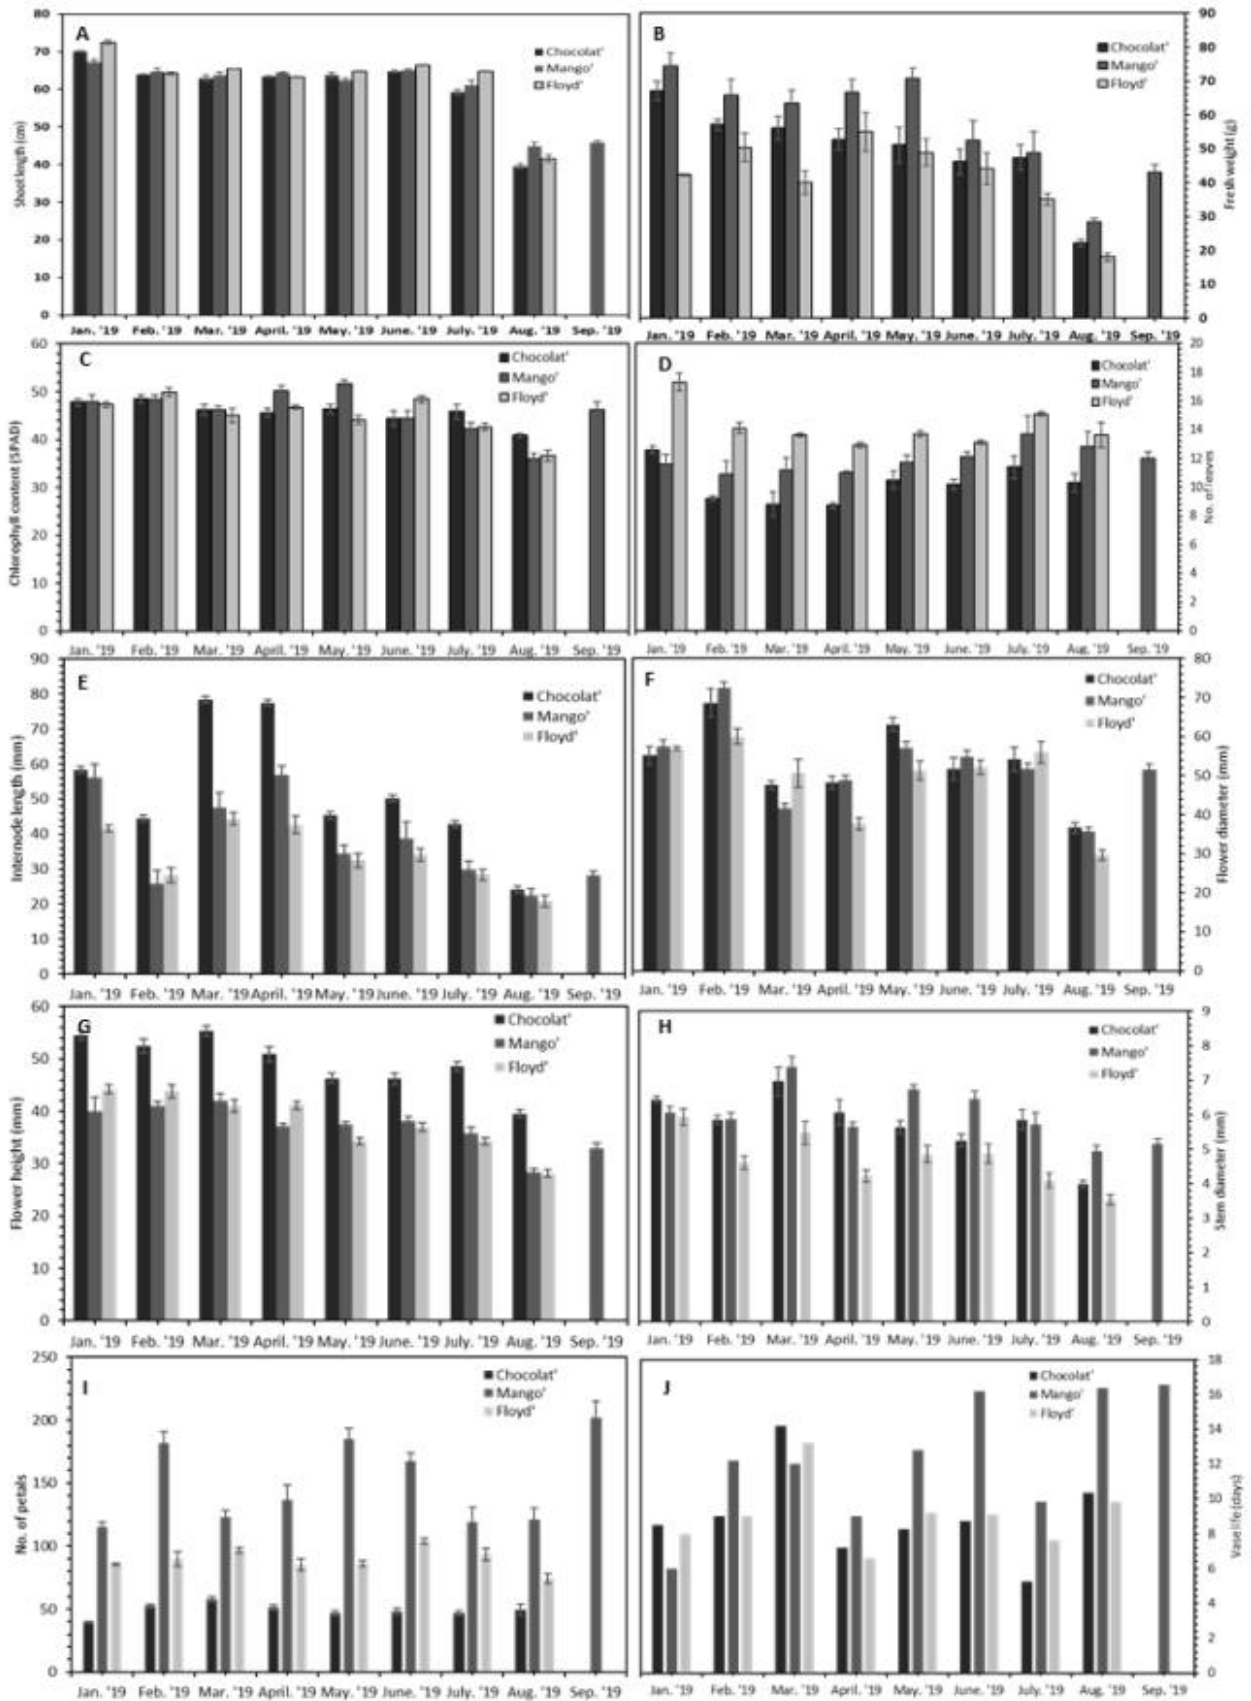 A
Chocolat'
Mango'
Floyd'
Shoot length (cm)
80
70
60
50
40
30
20
10
0
Jan. '19 Feb. '19 Mar. '19 April. '19 May. '19 June. '19 July. '19 Aug. '19 Sep. '19
B
Chocolat'
Mango'
Floyd'
Fresh weight (g)
90
80
70
60
50
40
30
20
10
0
Jan. '19 Feb. '19 Mar. '19 April. '19 May. '19 June. '19 July. '19 Aug. '19 Sep. '19
C
Chocolat'
Mango'
Floyd'
Chlorophyll content (SPAD)
60
50
40
30
20
10
0
Jan. '19 Feb. '19 Mar. '19 April. '19 May. '19 June. '19 July. '19 Aug. '19 Sep. '19
D
Chocolat'
Mango'
Floyd'
No. of leeves
20
18
16
14
12
10
8
6
4
2
0
Jan. '19 Feb. '19 Mar. '19 April. '19 May. '19 June. '19 July. '19 Aug. '19 Sep. '19
E
Chocolat'
Mango'
Floyd'
Internode length (mm)
90
80
70
60
50
40
30
20
10
0
Jan. '19 Feb. '19 Mar. '19 April. '19 May. '19 June. '19 July. '19 Aug. '19 Sep. '19
F
Chocolat'
Mango'
Floyd'
Flower diameter (mm)
80
70
60
50
40
30
20
10
0
Jan. '19 Feb. '19 Mar. '19 April. '19 May. '19 June. '19 July. '19 Aug. '19 Sep. '19
G
Chocolat'
Mango'
Floyd'
Flower height (mm)
60
50
40
30
20
10
0
Jan. '19 Feb. '19 Mar. '19 April. '19 May. '19 June. '19 July. '19 Aug. '19 Sep. '19
H
Chocolat'
Mango'
Floyd'
Stem diameter (mm)
9
8
7
6
5
4
3
2
1
0
Jan. '19 Feb. '19 Mar. '19 April. '19 May. '19 June. '19 July. '19 Aug. '19 Sep. '19
I
Chocolat'
Mango'
Floyd'
No. of petals
250
200
150
100
50
0
Jan. '19 Feb. '19 Mar. '19 April. '19 May. '19 June. '19 July. '19 Aug. '19 Sep. '19
J
Chocolat'
Mango'
Floyd'
Vase life (days)
18
16
14
12
10
8
6
4
2
0
Jan. '19 Feb. '19 Mar. '19 April. '19 May. '19 June. '19 July. '19 Aug. '19 Sep. '19